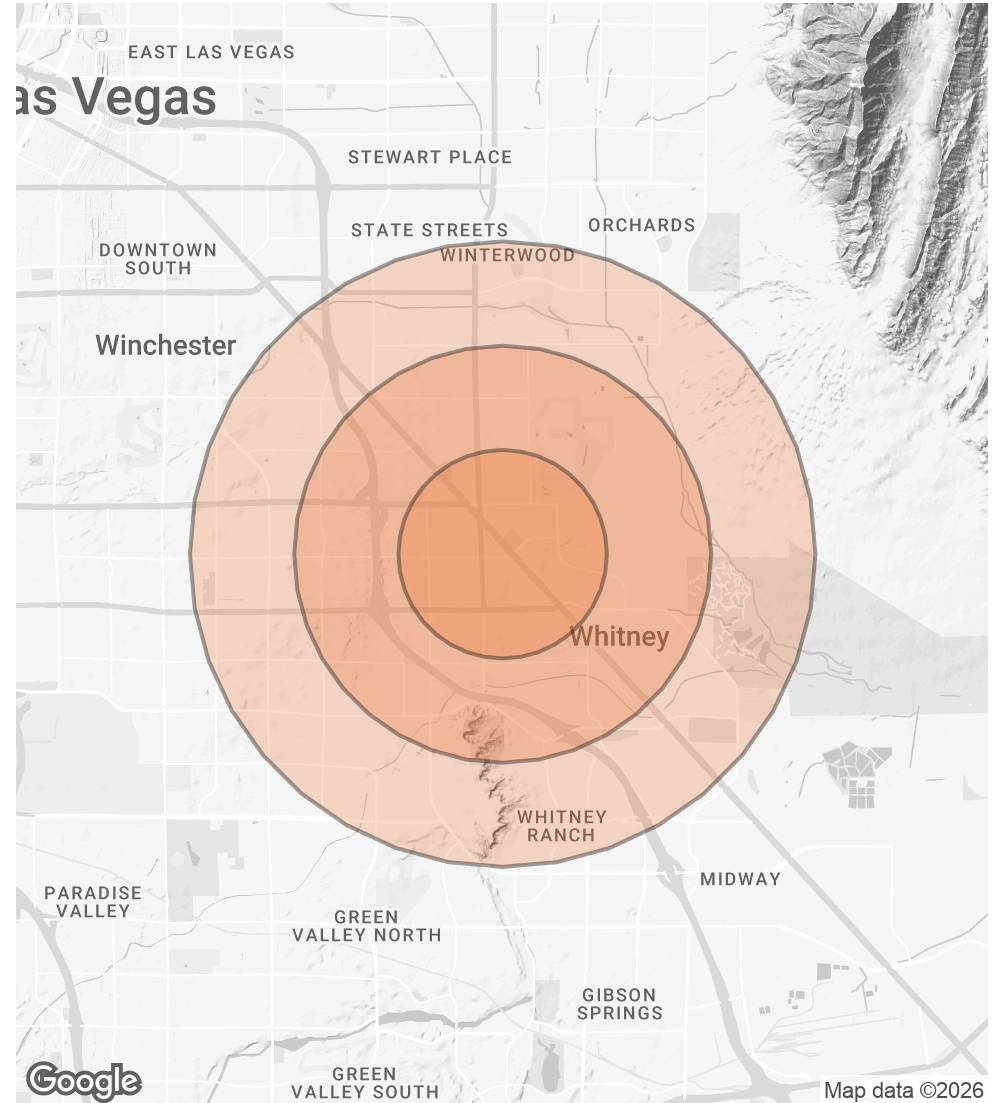 EAST LAS VEGAS
as Vegas
STEWART PLACE
STATE STREETS
ORCHARDS
DOWNTOWN
SOUTH
WINTERWOOD
Winchester
Whitney
WHITNEY
RANCH
MIDWAY
PARADISE
VALLEY
GREEN
VALLEY NORTH
GIBSON
SPRINGS
GREEN
VALLEY SOUTH
Google
Map data ©2026